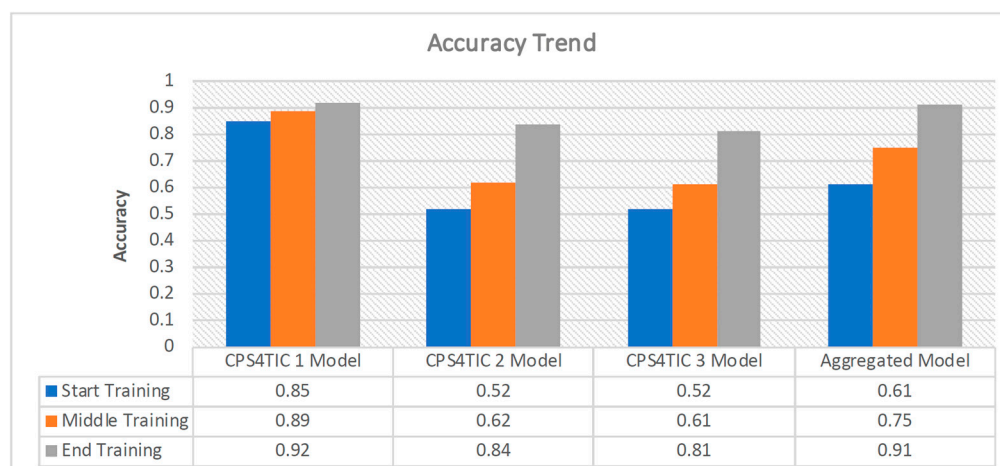 Accuracy Trend
Accuracy
1
0.9
0.8
0.7
0.6
0.5
0.4
0.3
0.2
0.1
0
CPS4TIC 1 Model CPS4TIC 2 Model CPS4TIC 3 Model Aggregated Model
Start Training 0.85 0.52 0.52 0.61
Middle Training 0.89 0.62 0.61 0.75
End Training 0.92 0.84 0.81 0.91